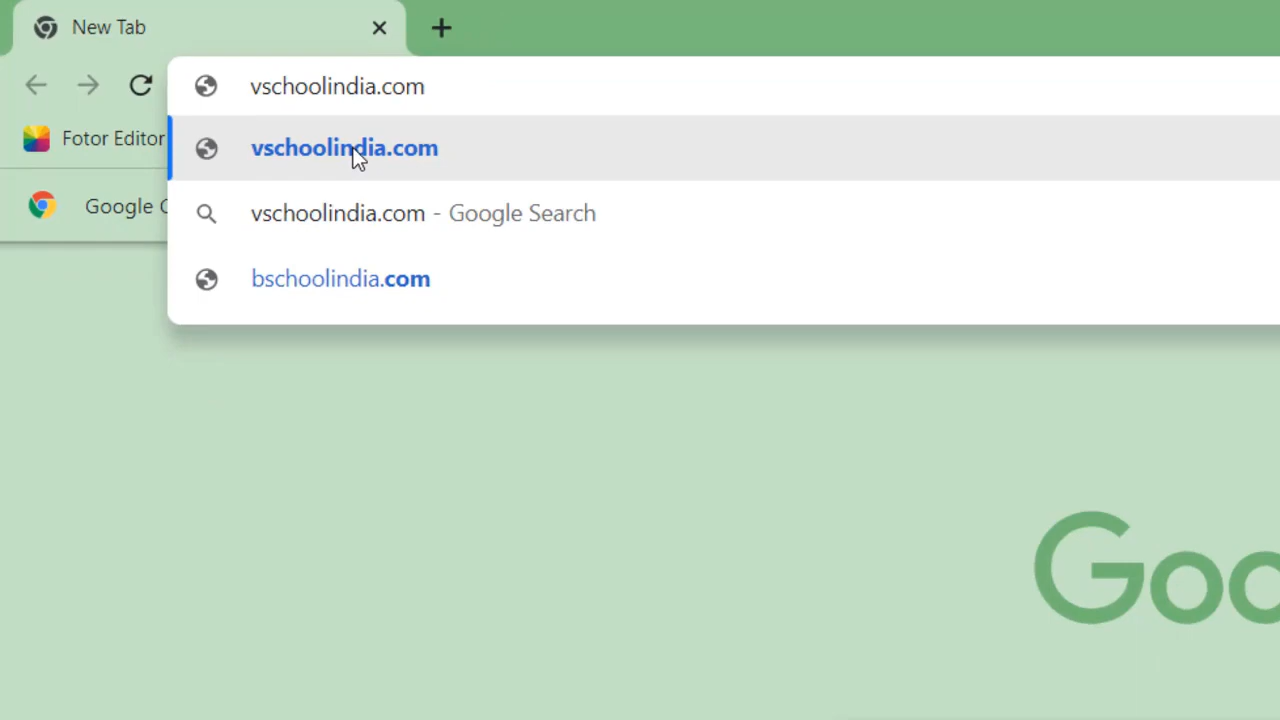 New Tab
vschoolindia.com
Fotor Editor
vschoolindia.com
Google
vschoolindia.com - Google Search
bschoolindia.com
Goo